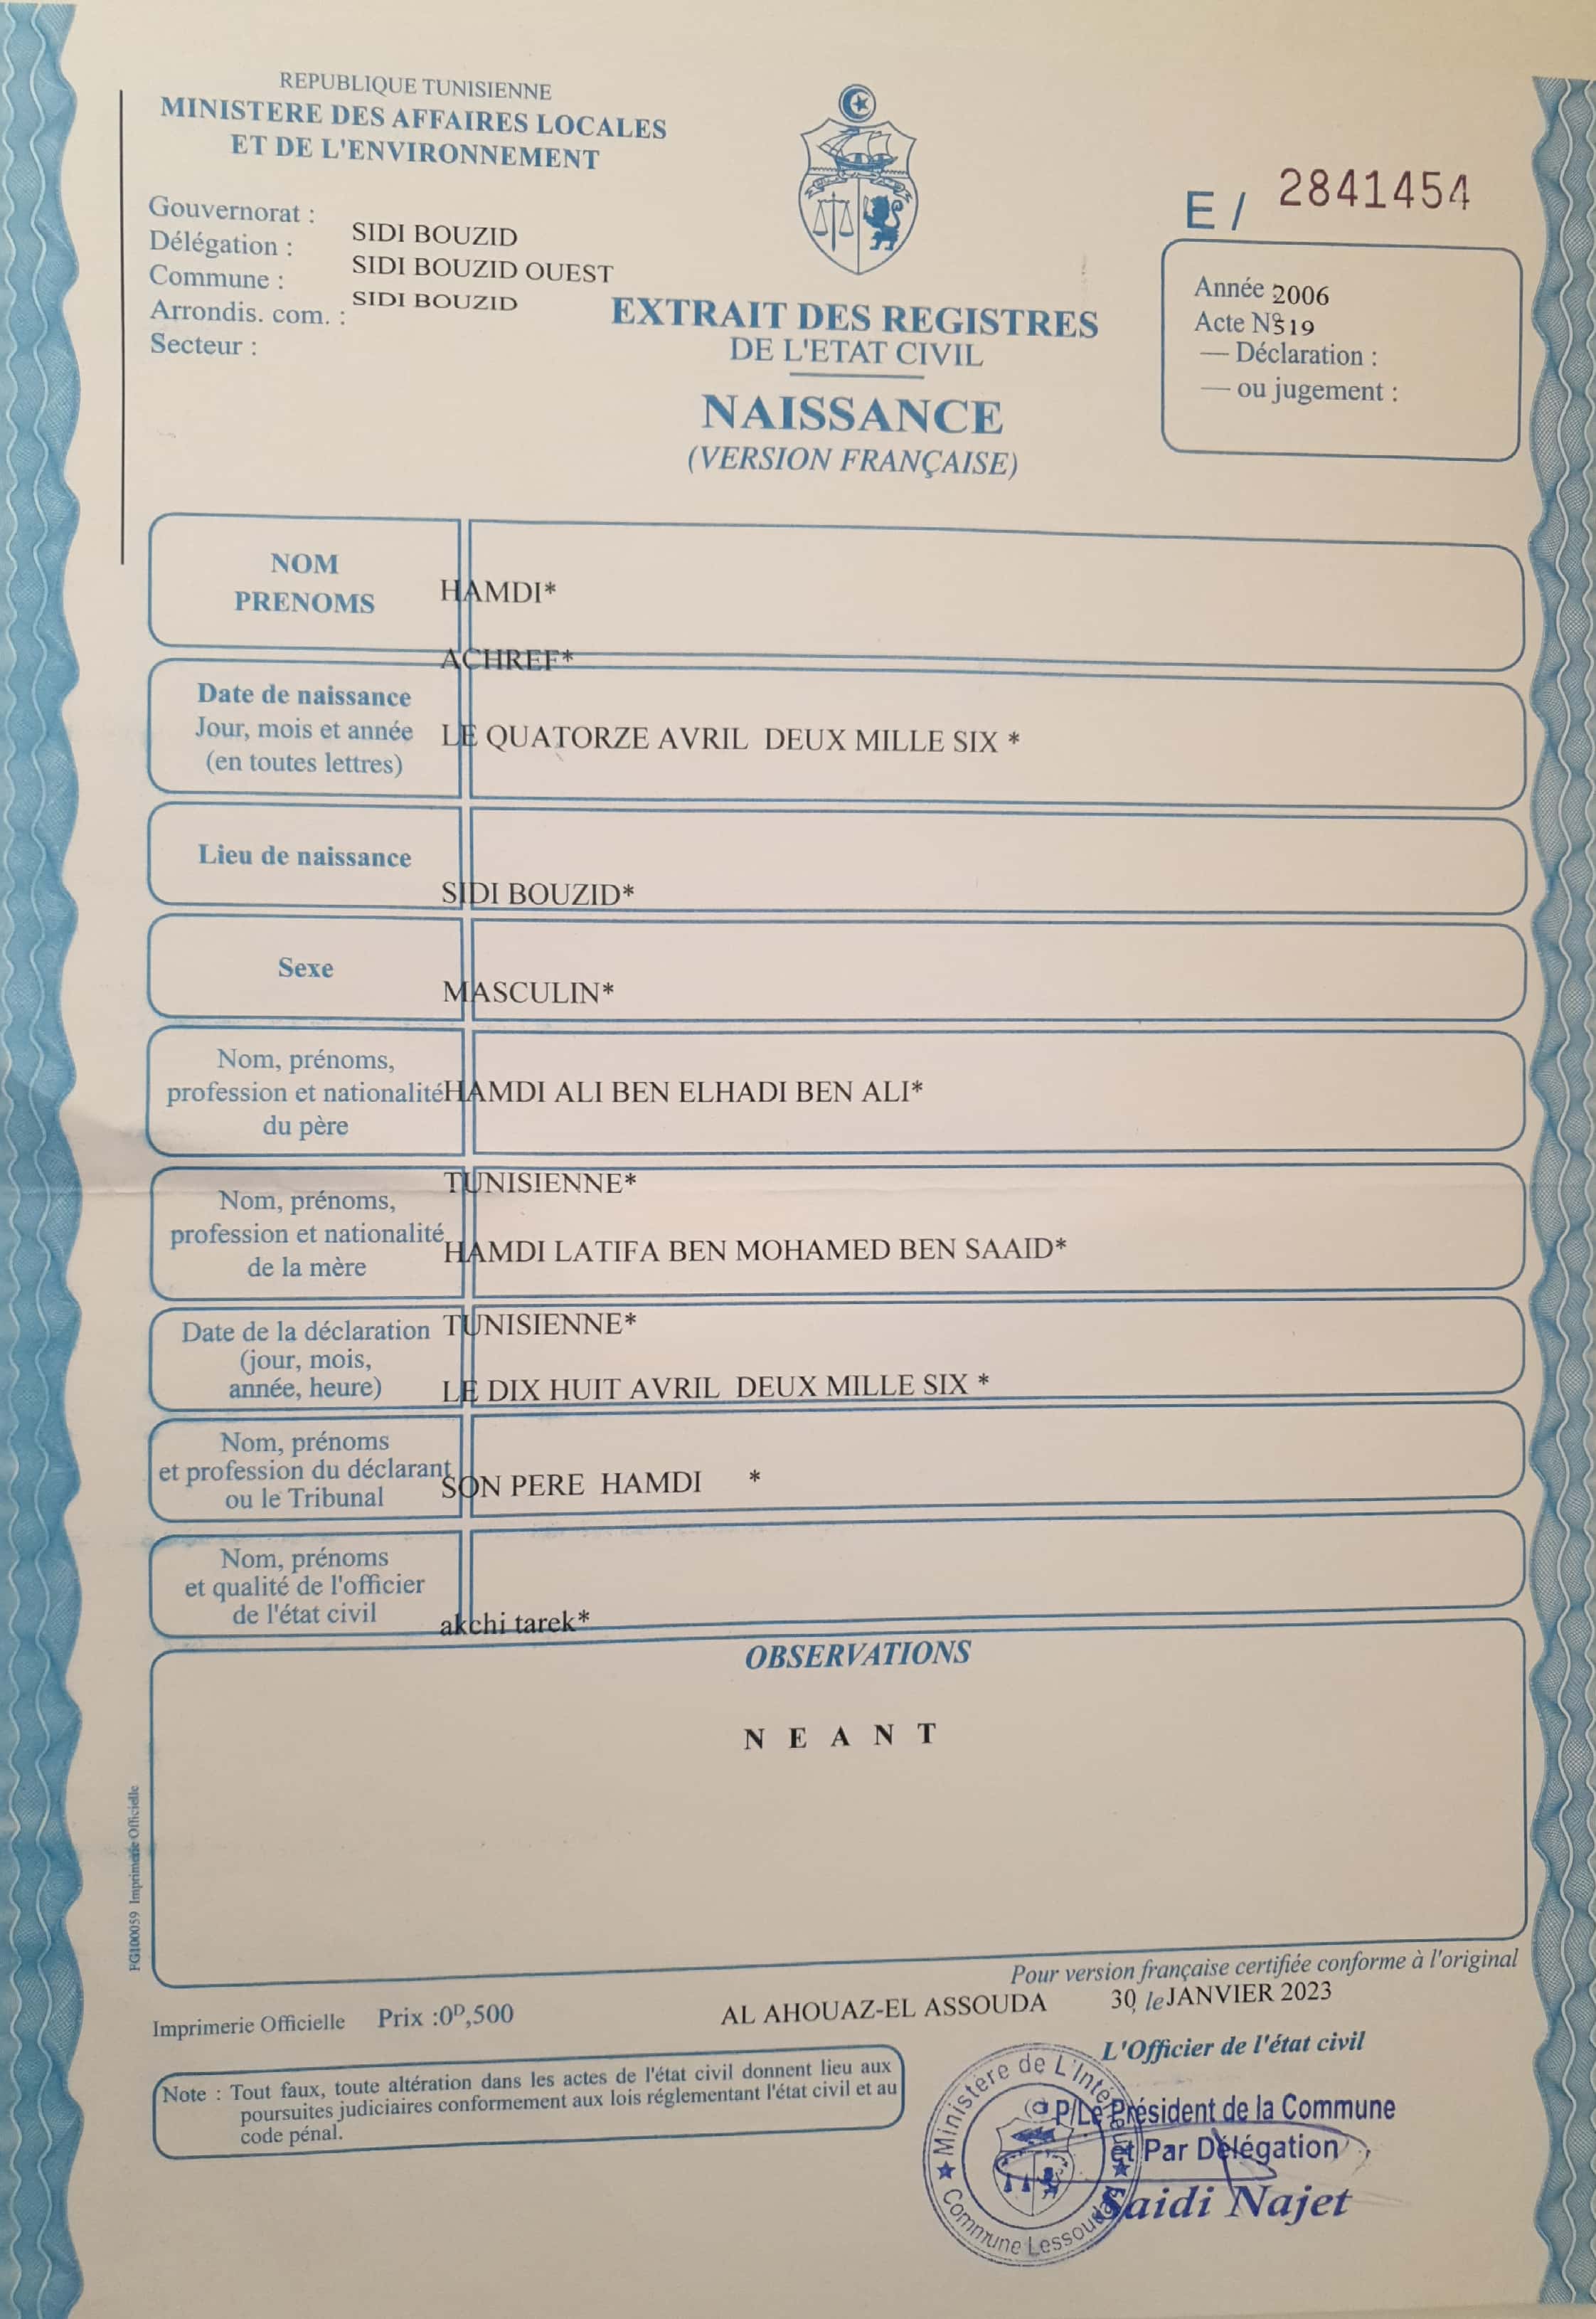 REPUBLIQUE TUNISIENNE
MINISTERE DES AFFAIRES LOCALES
ET DE L'ENVIRONNEMENT
Gouvernorat :
SIDI BOUZID
Délégation :
SIDI BOUZID OUEST
Commune :
SIDI BOUZID
Arrondis. com. :
Secteur :
E / 2841454
Année 2006
Acte N° 519
— Déclaration :
— ou jugement :
EXTRAIT DES REGISTRES
DE L'ETAT CIVIL
NAISSANCE
(VERSION FRANÇAISE)
NOM
PRENOMS
HAMDI*
ACHREF*
Date de naissance
Jour, mois et année
(en toutes lettres)
LE QUATORZE AVRIL DEUX MILLE SIX *
Lieu de naissance
SIDI BOUZID*
Sexe
MASCULIN*
Nom, prénoms,
profession et nationalité
du père
HAMDI ALI BEN ELHADI BEN ALI*
TUNISIENNE*
Nom, prénoms,
profession et nationalité
de la mère
HAMDI LATIFA BEN MOHAMED BEN SAAID*
TUNISIENNE*
Date de la déclaration
(jour, mois,
année, heure)
LE DIX HUIT AVRIL DEUX MILLE SIX *
Nom, prénoms
et profession du déclarant
ou le Tribunal
SON PERE HAMDI *
Nom, prénoms
et qualité de l'officier
de l'état civil
akchi tarek*
OBSERVATIONS
N E A N T
FG100059 Imprimerie Officielle
Pour version française certifiée conforme à l'original
Imprimerie Officielle Prix :0ᴰ,500
AL AHOUAZ-EL ASSOUDA 30, le JANVIER 2023
L'Officier de l'état civil
Note : Tout faux, toute altération dans les actes de l'état civil donnent lieu aux
poursuites judiciaires conformement aux lois réglementant l'état civil et au
code pénal.
P/Le Président de la Commune
et Par Délégation
Saidi Najet
Ministère de L'Intérieur
Commune Lessouda